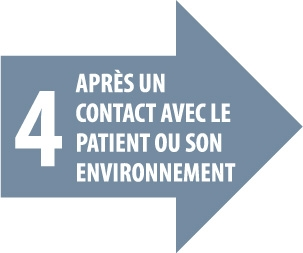 4
APRÈS UN
CONTACT AVEC LE
PATIENT OU SON
ENVIRONNEMENT